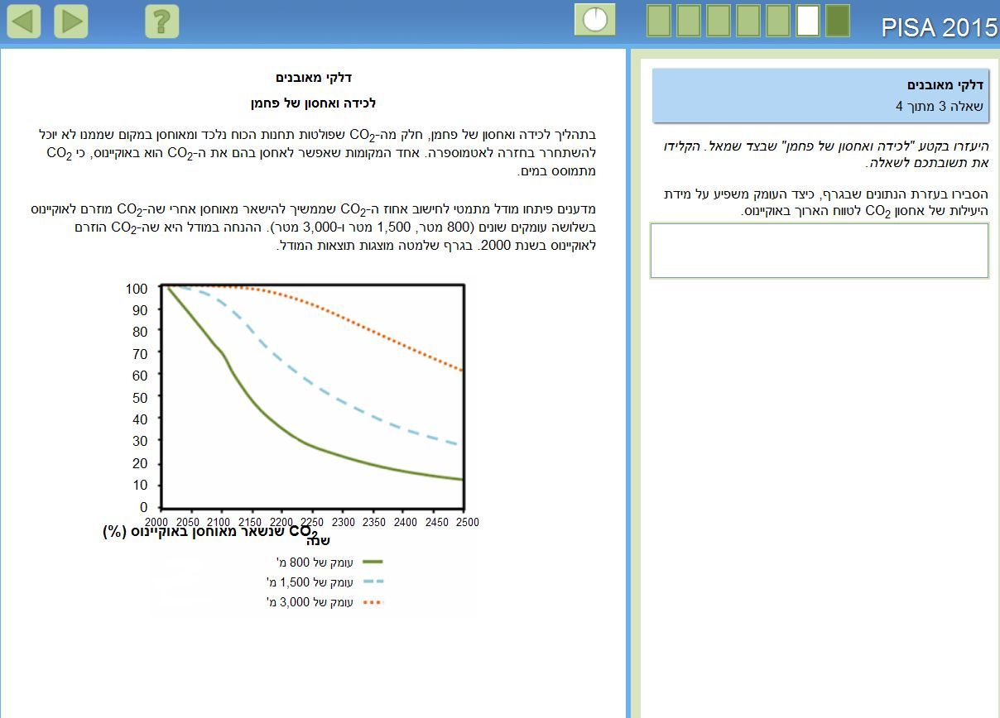 PISA 2015
דלקי מאובנים
שאלה 3 מתוך 4
היעזרו בקטע "לכידה ואחסון של פחמן" שבצד שמאל. הקלידו
את תשובתכם לשאלה.
הסבירו בעזרת הנתונים שבגרף, כיצד העומק משפיע על מידת
היעילות של אחסון CO2 לטווח הארוך באוקיינוס.
?
דלקי מאובנים
לכידה ואחסון של פחמן
בתהליך לכידה ואחסון של פחמן, חלק מה-CO2 שפולטות תחנות הכוח נלכד ומאוחסן במקום שממנו לא יוכל
להשתחרר בחזרה לאטמוספרה. אחד המקומות שאפשר לאחסן בהם את ה-CO2 הוא באוקיינוס, כי CO2
מתמוסס במים.
מדענים פיתחו מודל מתמטי לחישוב אחוז ה-CO2 שממשיך להישאר מאוחסן אחרי שה-CO2 מוזרם לאוקיינוס
בשלושה עומקים שונים (800 מטר, 1,500 מטר ו-3,000 מטר). ההנחה במודל היא שה-CO2 הוזרם
לאוקיינוס בשנת 2000. בגרף שלמטה מוצגות תוצאות המודל.
100
90
80
70
60
50
40
30
20
10
0
2000 2050 2100 2150 2200 2250 2300 2350 2400 2450 2500
CO2 שנשאר מאוחסן באוקיינוס (%)
שנה
עומק של 800 מ'
עומק של 1,500 מ'
עומק של 3,000 מ'